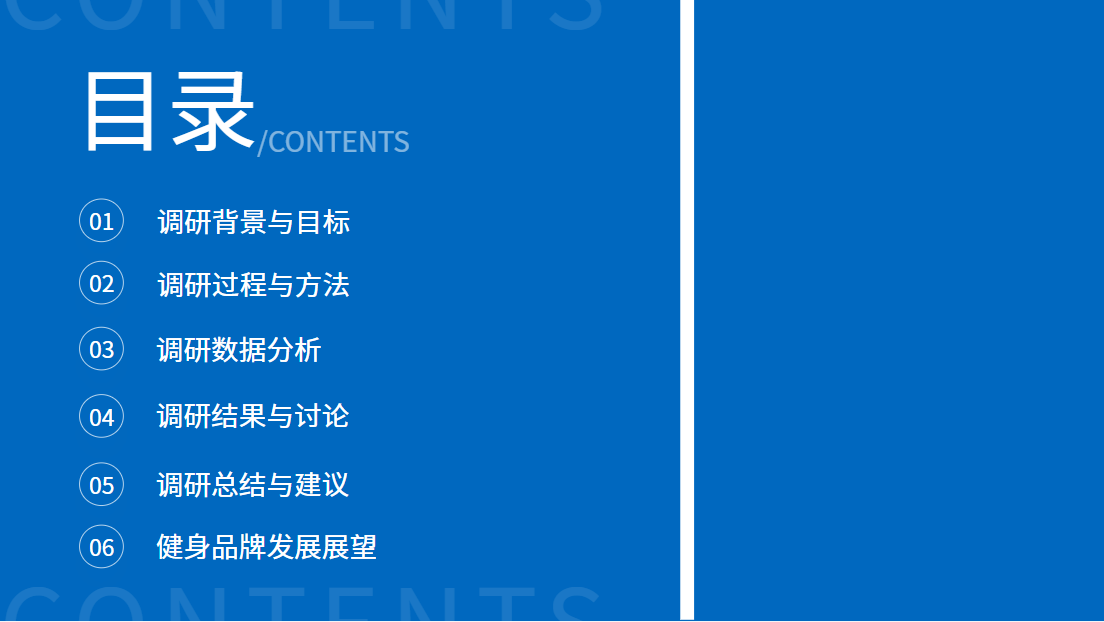 CONTENTS
目录/CONTENTS
01 调研背景与目标
02 调研过程与方法
03 调研数据分析
04 调研结果与讨论
05 调研总结与建议
06 健身品牌发展展望
CONTENTS